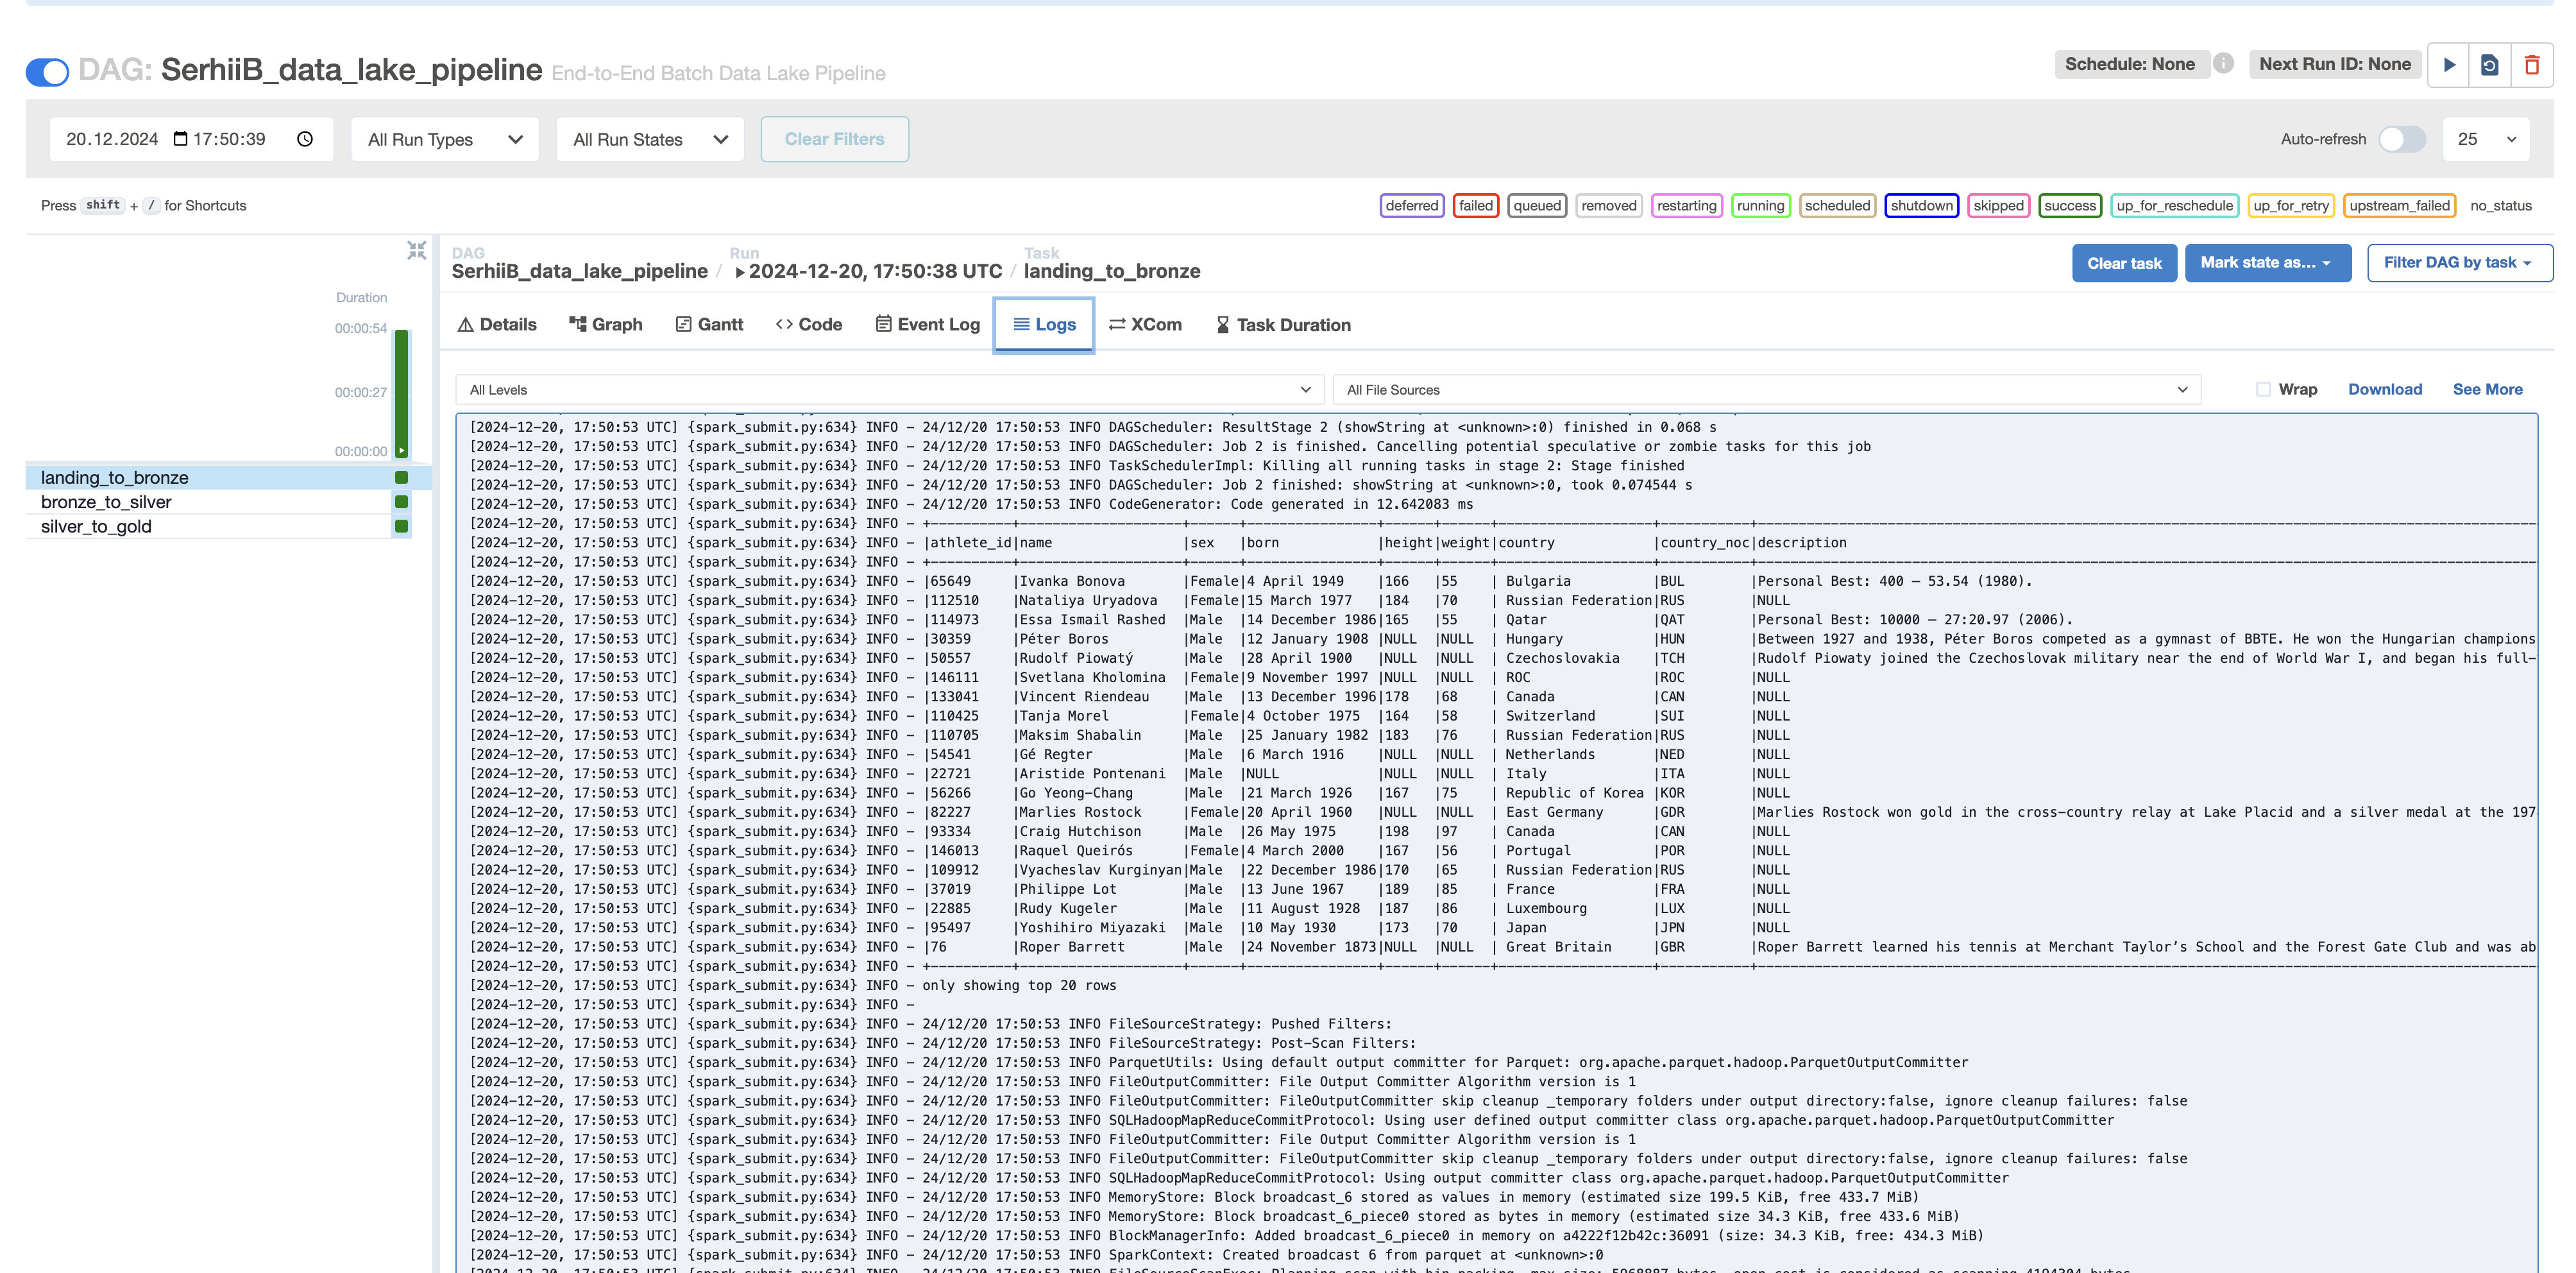 DAG: SerhiiB_data_lake_pipeline End-to-End Batch Data Lake Pipeline
Schedule: None Next Run ID: None
20.12.2024 17:50:39 All Run Types All Run States Clear Filters Auto-refresh 25
Press shift + / for Shortcuts deferred failed queued removed restarting running scheduled shutdown skipped success up_for_reschedule up_for_retry upstream_failed no_status
Duration
00:00:54
00:00:27
00:00:00
landing_to_bronze
bronze_to_silver
silver_to_gold
DAG Run Task
SerhiiB_data_lake_pipeline / 2024-12-20, 17:50:38 UTC / landing_to_bronze
Clear task Mark state as... Filter DAG by task
Details Graph Gantt Code Event Log Logs XCom Task Duration
All Levels All File Sources Wrap Download See More
[2024-12-20, 17:50:53 UTC] {spark_submit.py:634} INFO - 24/12/20 17:50:53 INFO DAGScheduler: ResultStage 2 (showString at <unknown>:0) finished in 0.068 s
[2024-12-20, 17:50:53 UTC] {spark_submit.py:634} INFO - 24/12/20 17:50:53 INFO DAGScheduler: Job 2 is finished. Cancelling potential speculative or zombie tasks for this job
[2024-12-20, 17:50:53 UTC] {spark_submit.py:634} INFO - 24/12/20 17:50:53 INFO TaskSchedulerImpl: Killing all running tasks in stage 2: Stage finished
[2024-12-20, 17:50:53 UTC] {spark_submit.py:634} INFO - 24/12/20 17:50:53 INFO DAGScheduler: Job 2 finished: showString at <unknown>:0, took 0.074544 s
[2024-12-20, 17:50:53 UTC] {spark_submit.py:634} INFO - 24/12/20 17:50:53 INFO CodeGenerator: Code generated in 12.642083 ms
[2024-12-20, 17:50:53 UTC] {spark_submit.py:634} INFO - +----------+--------------------+------+----------------+------+------+-------------------+-----------+----------
[2024-12-20, 17:50:53 UTC] {spark_submit.py:634} INFO - |athlete_id|name |sex |born |height|weight|country |country_noc|description
[2024-12-20, 17:50:53 UTC] {spark_submit.py:634} INFO - +----------+--------------------+------+----------------+------+------+-------------------+-----------+----------
[2024-12-20, 17:50:53 UTC] {spark_submit.py:634} INFO - |65649 |Ivanka Bonova |Female|4 April 1949 |166 |55 | Bulgaria |BUL |Personal Best: 400 – 53.54 (1980).
[2024-12-20, 17:50:53 UTC] {spark_submit.py:634} INFO - |112510 |Nataliya Uryadova |Female|15 March 1977 |184 |70 | Russian Federation|RUS |NULL
[2024-12-20, 17:50:53 UTC] {spark_submit.py:634} INFO - |114973 |Essa Ismail Rashed |Male |14 December 1986|165 |55 | Qatar |QAT |Personal Best: 10000 – 27:20.97 (2006).
[2024-12-20, 17:50:53 UTC] {spark_submit.py:634} INFO - |30359 |Péter Boros |Male |12 January 1908 |NULL |NULL | Hungary |HUN |Between 1927 and 1938, Péter Boros competed as a gymnast of BBTE. He won the Hungarian champions
[2024-12-20, 17:50:53 UTC] {spark_submit.py:634} INFO - |50557 |Rudolf Piowatý |Male |28 April 1900 |NULL |NULL | Czechoslovakia |TCH |Rudolf Piowaty joined the Czechoslovak military near the end of World War I, and began his full-
[2024-12-20, 17:50:53 UTC] {spark_submit.py:634} INFO - |146111 |Svetlana Kholomina |Female|9 November 1997 |NULL |NULL | ROC |ROC |NULL
[2024-12-20, 17:50:53 UTC] {spark_submit.py:634} INFO - |133041 |Vincent Riendeau |Male |13 December 1996|178 |68 | Canada |CAN |NULL
[2024-12-20, 17:50:53 UTC] {spark_submit.py:634} INFO - |110425 |Tanja Morel |Female|4 October 1975 |164 |58 | Switzerland |SUI |NULL
[2024-12-20, 17:50:53 UTC] {spark_submit.py:634} INFO - |110705 |Maksim Shabalin |Male |25 January 1982 |183 |76 | Russian Federation|RUS |NULL
[2024-12-20, 17:50:53 UTC] {spark_submit.py:634} INFO - |54541 |Gé Regter |Male |6 March 1916 |NULL |NULL | Netherlands |NED |NULL
[2024-12-20, 17:50:53 UTC] {spark_submit.py:634} INFO - |22721 |Aristide Pontenani |Male |NULL |NULL |NULL | Italy |ITA |NULL
[2024-12-20, 17:50:53 UTC] {spark_submit.py:634} INFO - |56266 |Go Yeong-Chang |Male |21 March 1926 |167 |75 | Republic of Korea |KOR |NULL
[2024-12-20, 17:50:53 UTC] {spark_submit.py:634} INFO - |82227 |Marlies Rostock |Female|20 April 1960 |NULL |NULL | East Germany |GDR |Marlies Rostock won gold in the cross-country relay at Lake Placid and a silver medal at the 197
[2024-12-20, 17:50:53 UTC] {spark_submit.py:634} INFO - |93334 |Craig Hutchison |Male |26 May 1975 |198 |97 | Canada |CAN |NULL
[2024-12-20, 17:50:53 UTC] {spark_submit.py:634} INFO - |146013 |Raquel Queirós |Female|4 March 2000 |167 |56 | Portugal |POR |NULL
[2024-12-20, 17:50:53 UTC] {spark_submit.py:634} INFO - |109912 |Vyacheslav Kurginyan|Male |22 December 1986|170 |65 | Russian Federation|RUS |NULL
[2024-12-20, 17:50:53 UTC] {spark_submit.py:634} INFO - |37019 |Philippe Lot |Male |13 June 1967 |189 |85 | France |FRA |NULL
[2024-12-20, 17:50:53 UTC] {spark_submit.py:634} INFO - |22885 |Rudy Kugeler |Male |11 August 1928 |187 |86 | Luxembourg |LUX |NULL
[2024-12-20, 17:50:53 UTC] {spark_submit.py:634} INFO - |95497 |Yoshihiro Miyazaki |Male |10 May 1930 |173 |70 | Japan |JPN |NULL
[2024-12-20, 17:50:53 UTC] {spark_submit.py:634} INFO - |76 |Roper Barrett |Male |24 November 1873|NULL |NULL | Great Britain |GBR |Roper Barrett learned his tennis at Merchant Taylor’s School and the Forest Gate Club and was ab
[2024-12-20, 17:50:53 UTC] {spark_submit.py:634} INFO - +----------+--------------------+------+----------------+------+------+-------------------+-----------+----------
[2024-12-20, 17:50:53 UTC] {spark_submit.py:634} INFO - only showing top 20 rows
[2024-12-20, 17:50:53 UTC] {spark_submit.py:634} INFO -
[2024-12-20, 17:50:53 UTC] {spark_submit.py:634} INFO - 24/12/20 17:50:53 INFO FileSourceStrategy: Pushed Filters:
[2024-12-20, 17:50:53 UTC] {spark_submit.py:634} INFO - 24/12/20 17:50:53 INFO FileSourceStrategy: Post-Scan Filters:
[2024-12-20, 17:50:53 UTC] {spark_submit.py:634} INFO - 24/12/20 17:50:53 INFO ParquetUtils: Using default output committer for Parquet: org.apache.parquet.hadoop.ParquetOutputCommitter
[2024-12-20, 17:50:53 UTC] {spark_submit.py:634} INFO - 24/12/20 17:50:53 INFO FileOutputCommitter: File Output Committer Algorithm version is 1
[2024-12-20, 17:50:53 UTC] {spark_submit.py:634} INFO - 24/12/20 17:50:53 INFO FileOutputCommitter: FileOutputCommitter skip cleanup _temporary folders under output directory:false, ignore cleanup failures: false
[2024-12-20, 17:50:53 UTC] {spark_submit.py:634} INFO - 24/12/20 17:50:53 INFO SQLHadoopMapReduceCommitProtocol: Using user defined output committer class org.apache.parquet.hadoop.ParquetOutputCommitter
[2024-12-20, 17:50:53 UTC] {spark_submit.py:634} INFO - 24/12/20 17:50:53 INFO FileOutputCommitter: File Output Committer Algorithm version is 1
[2024-12-20, 17:50:53 UTC] {spark_submit.py:634} INFO - 24/12/20 17:50:53 INFO FileOutputCommitter: FileOutputCommitter skip cleanup _temporary folders under output directory:false, ignore cleanup failures: false
[2024-12-20, 17:50:53 UTC] {spark_submit.py:634} INFO - 24/12/20 17:50:53 INFO SQLHadoopMapReduceCommitProtocol: Using output committer class org.apache.parquet.hadoop.ParquetOutputCommitter
[2024-12-20, 17:50:53 UTC] {spark_submit.py:634} INFO - 24/12/20 17:50:53 INFO MemoryStore: Block broadcast_6 stored as values in memory (estimated size 199.5 KiB, free 433.7 MiB)
[2024-12-20, 17:50:53 UTC] {spark_submit.py:634} INFO - 24/12/20 17:50:53 INFO MemoryStore: Block broadcast_6_piece0 stored as bytes in memory (estimated size 34.3 KiB, free 433.6 MiB)
[2024-12-20, 17:50:53 UTC] {spark_submit.py:634} INFO - 24/12/20 17:50:53 INFO BlockManagerInfo: Added broadcast_6_piece0 in memory on a4222f12b42c:36091 (size: 34.3 KiB, free: 434.3 MiB)
[2024-12-20, 17:50:53 UTC] {spark_submit.py:634} INFO - 24/12/20 17:50:53 INFO SparkContext: Created broadcast 6 from parquet at <unknown>:0